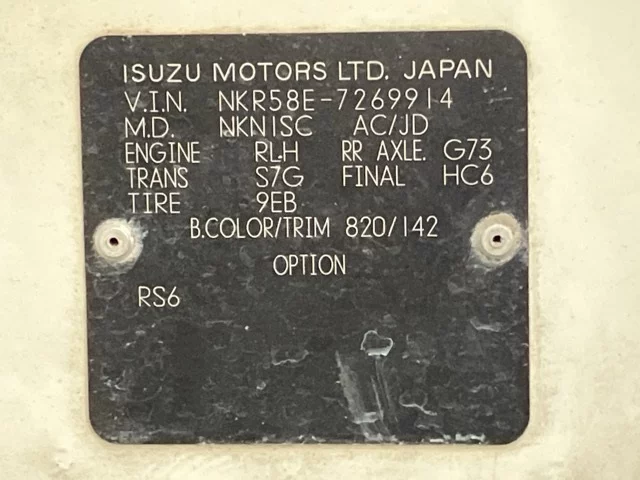 ISUZU MOTORS LTD. JAPAN
V.I.N. NKR58E-7269914
M.D. NKN1SC AC/JD
ENGINE RLH RR AXLE. G73
TRANS S7G FINAL HC6
TIRE 9EB
B.COLOR/TRIM 820/142
OPTION
RS6